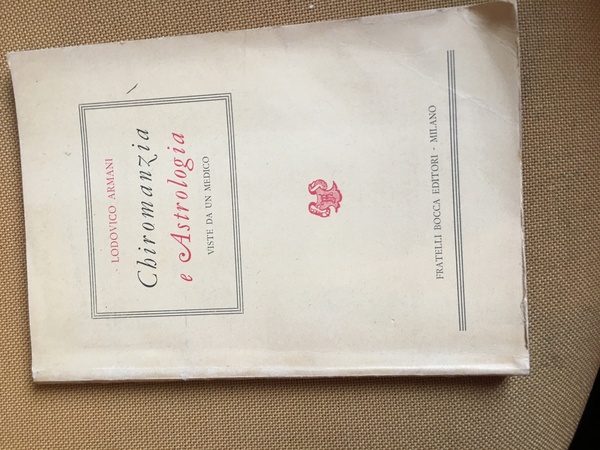 LODOVICO ARMANI
Chiromanzia
e Astrologia
VISTE DA UN MEDICO
FRATELLI BOCCA EDITORI - MILANO